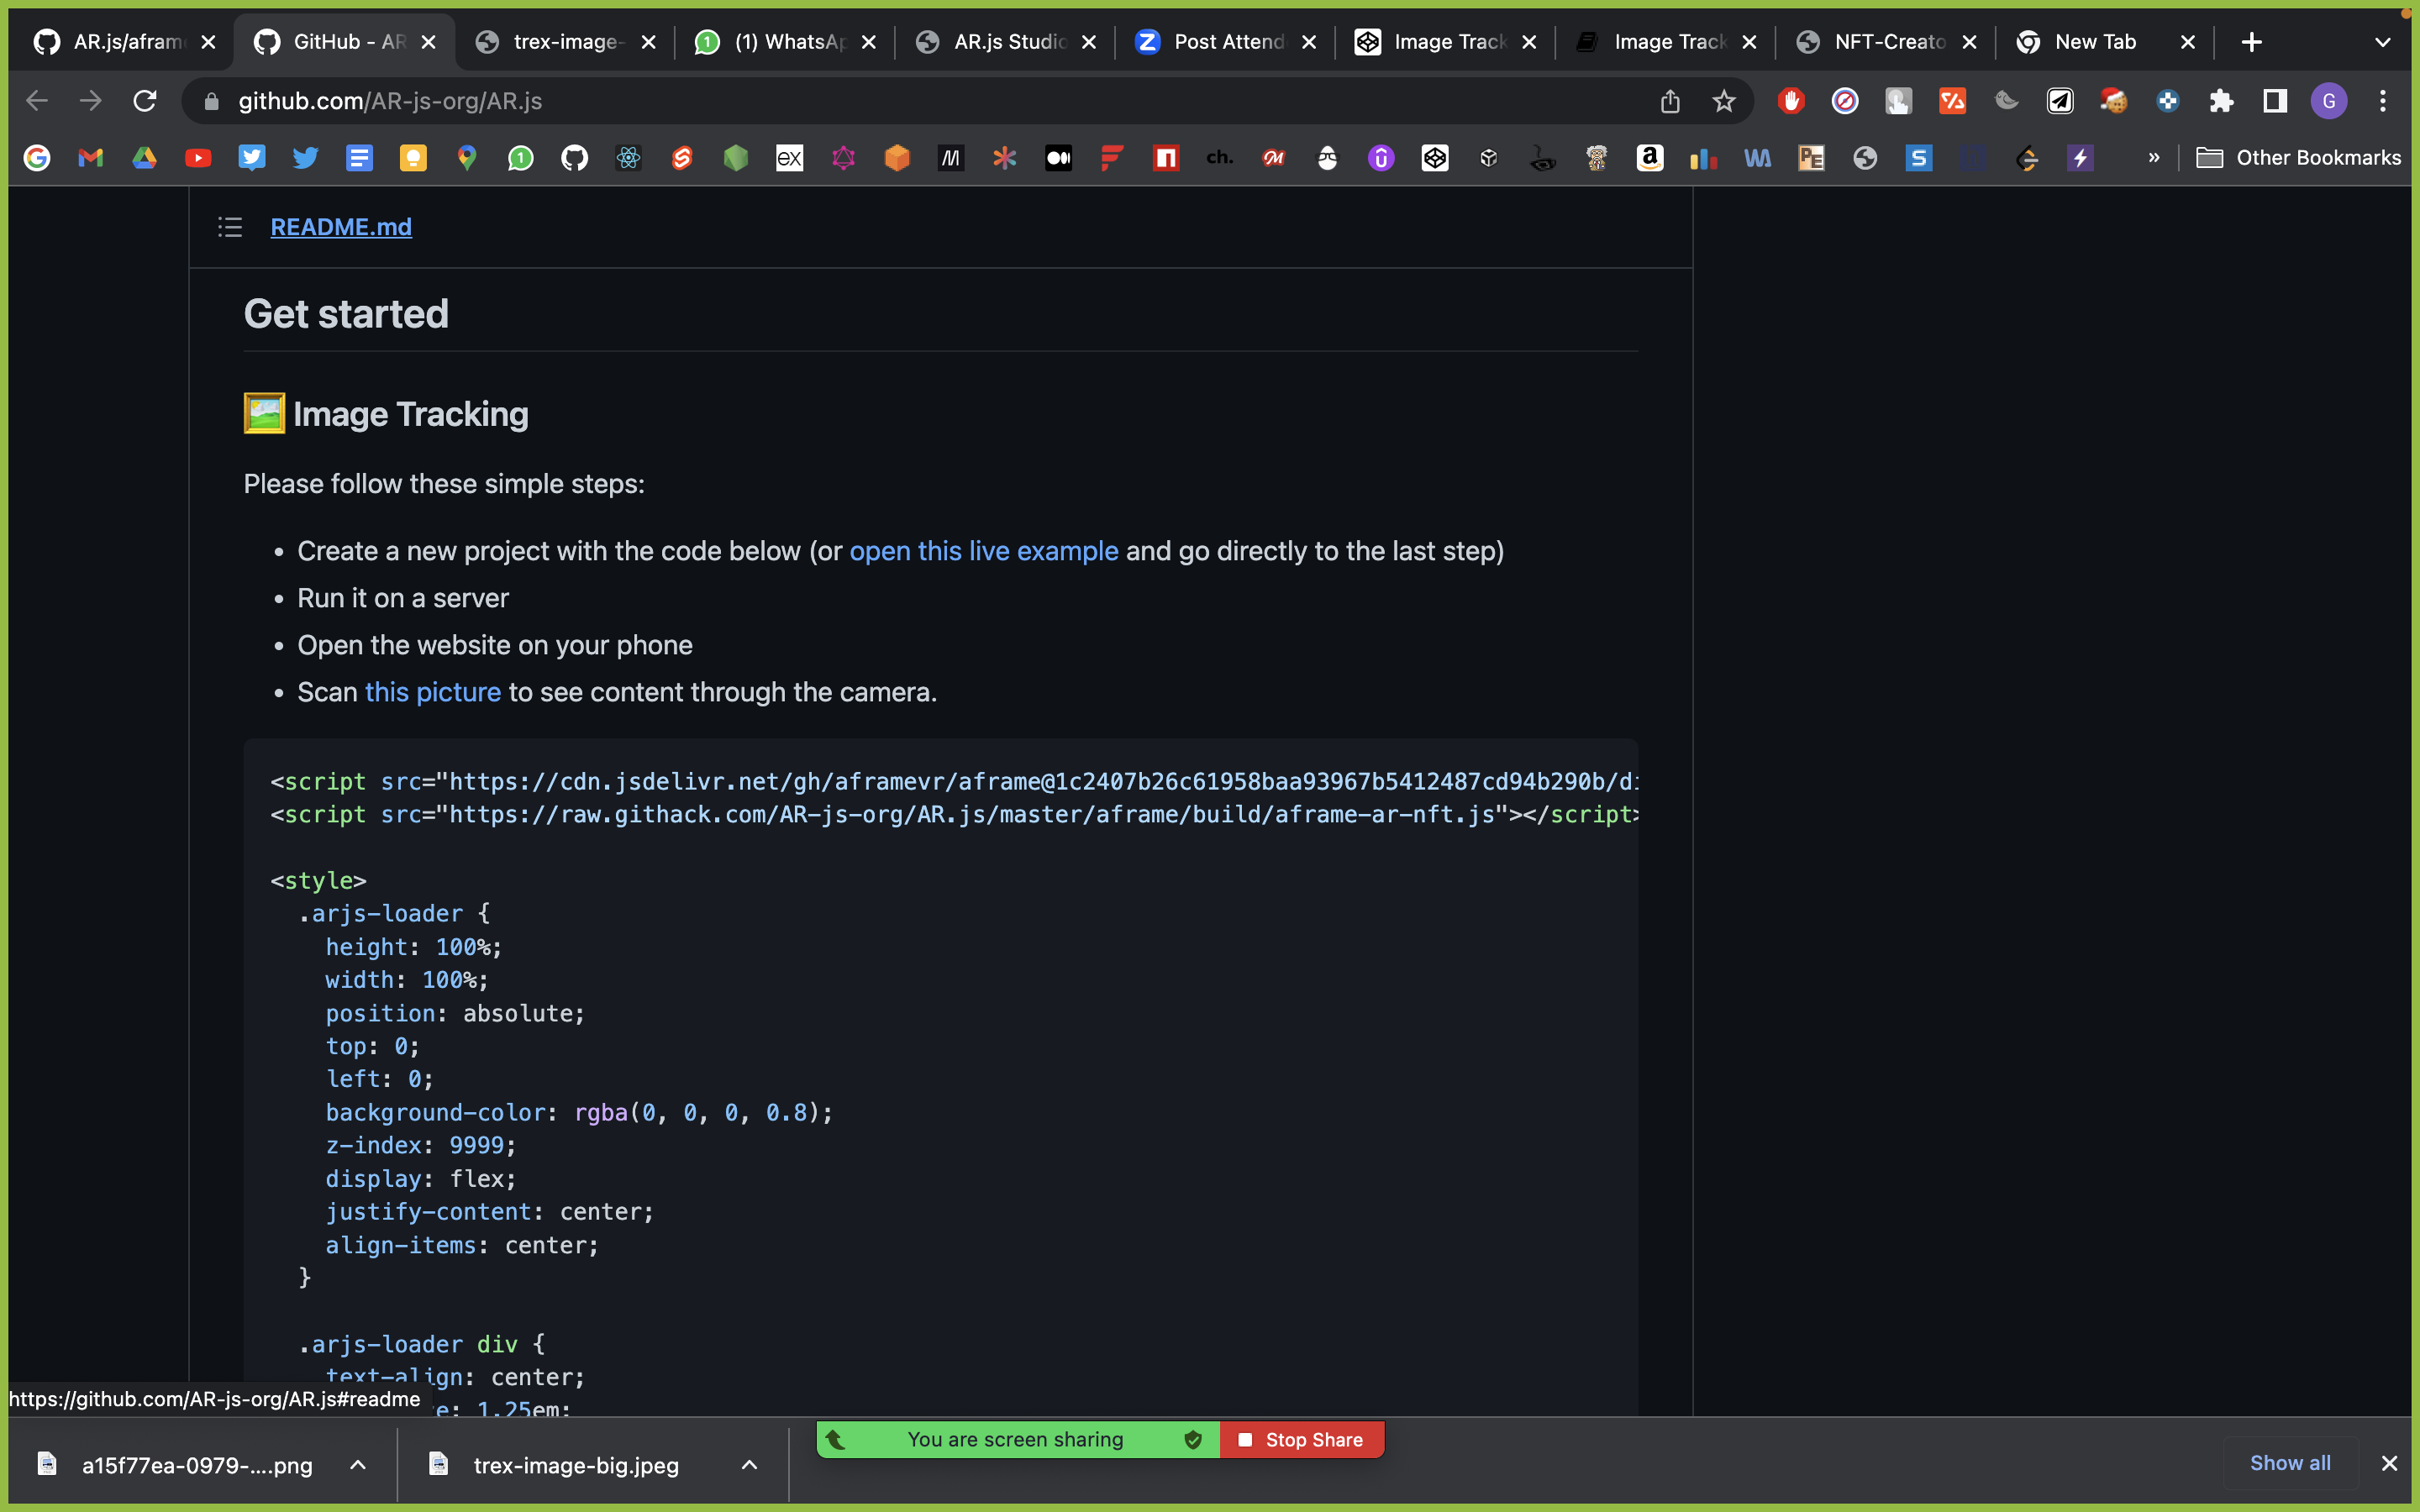 AR.js/afram
GitHub - AR
trex-image-
(1) WhatsAp
AR.js Studio
Post Attend
Image Track
Image Track
NFT-Creato
New Tab
github.com/AR-js-org/AR.js
G
ex
ch.
Other Bookmarks
README.md
Get started
Image Tracking
Please follow these simple steps:
• Create a new project with the code below (or open this live example and go directly to the last step)
• Run it on a server
• Open the website on your phone
• Scan this picture to see content through the camera.
<script src="https://cdn.jsdelivr.net/gh/aframevr/aframe@1c2407b26c61958baa93967b5412487cd94b290b/di
<script src="https://raw.githack.com/AR-js-org/AR.js/master/aframe/build/aframe-ar-nft.js"></script>
<style>
.arjs-loader {
height: 100%;
width: 100%;
position: absolute;
top: 0;
left: 0;
background-color: rgba(0, 0, 0, 0.8);
z-index: 9999;
display: flex;
justify-content: center;
align-items: center;
}
.arjs-loader div {
text-align: center;
e: 1.25em;
https://github.com/AR-js-org/AR.js#readme
You are screen sharing
Stop Share
a15f77ea-0979-....png
trex-image-big.jpeg
Show all